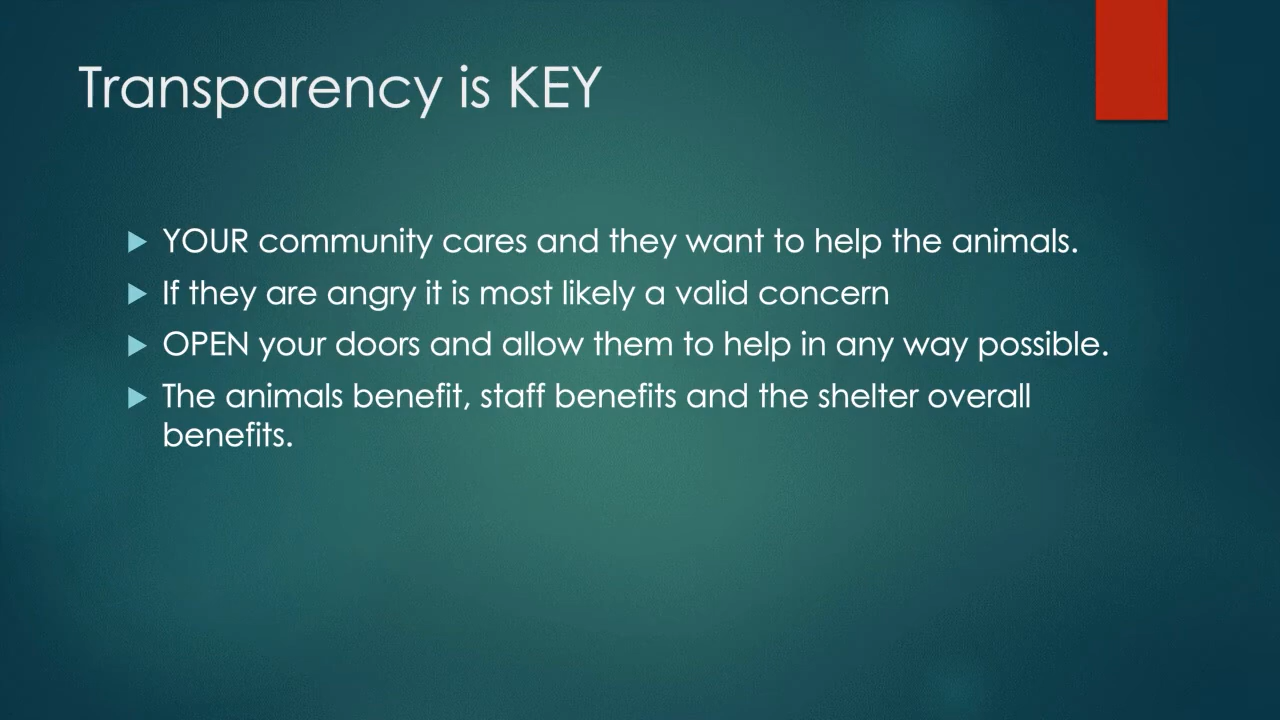 Transparency is KEY
YOUR community cares and they want to help the animals.
If they are angry it is most likely a valid concern
OPEN your doors and allow them to help in any way possible.
The animals benefit, staff benefits and the shelter overall
benefits.